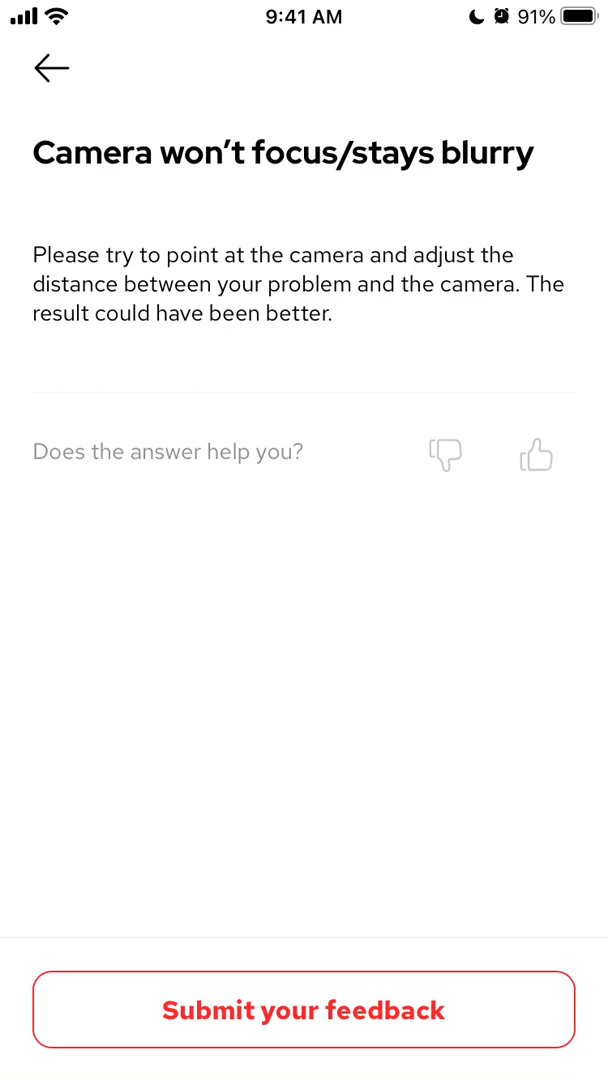 9:41 AM
91%
Camera won’t focus/stays blurry
Please try to point at the camera and adjust the
distance between your problem and the camera. The
result could have been better.
Does the answer help you?
Submit your feedback